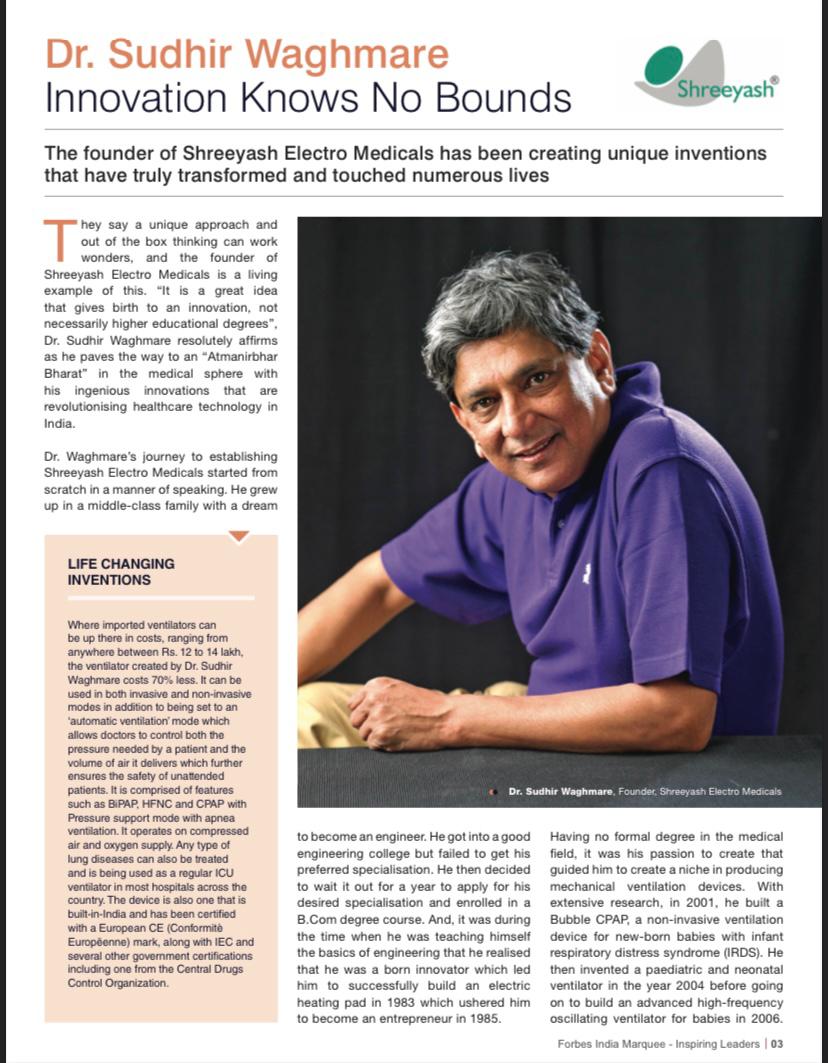 Dr. Sudhir Waghmare
Innovation Knows No Bounds
Shreeyash®
The founder of Shreeyash Electro Medicals has been creating unique inventions
that have truly transformed and touched numerous lives
They say a unique approach and
out of the box thinking can work
wonders, and the founder of
Shreeyash Electro Medicals is a living
example of this. “It is a great idea
that gives birth to an innovation, not
necessarily higher educational degrees”,
Dr. Sudhir Waghmare resolutely affirms
as he paves the way to an “Atmanirbhar
Bharat” in the medical sphere with
his ingenious innovations that are
revolutionising healthcare technology in
India.
Dr. Waghmare’s journey to establishing
Shreeyash Electro Medicals started from
scratch in a manner of speaking. He grew
up in a middle-class family with a dream
LIFE CHANGING
INVENTIONS
Where imported ventilators can
be up there in costs, ranging from
anywhere between Rs. 12 to 14 lakh,
the ventilator created by Dr. Sudhir
Waghmare costs 70% less. It can be
used in both invasive and non-invasive
modes in addition to being set to an
‘automatic ventilation’ mode which
allows doctors to control both the
pressure needed by a patient and the
volume of air it delivers which further
ensures the safety of unattended
patients. It is comprised of features
such as BiPAP, HFNC and CPAP with
Pressure support mode with apnea
ventilation. It operates on compressed
air and oxygen supply. Any type of
lung diseases can also be treated
and is being used as a regular ICU
ventilator in most hospitals across the
country. The device is also one that is
built-in-India and has been certified
with a European CE (Conformitè
Europëenne) mark, along with IEC and
several other government certifications
including one from the Central Drugs
Control Organization.
Dr. Sudhir Waghmare, Founder, Shreeyash Electro Medicals
to become an engineer. He got into a good
engineering college but failed to get his
preferred specialisation. He then decided
to wait it out for a year to apply for his
desired specialisation and enrolled in a
B.Com degree course. And, it was during
the time when he was teaching himself
the basics of engineering that he realised
that he was a born innovator which led
him to successfully build an electric
heating pad in 1983 which ushered him
to become an entrepreneur in 1985.
Having no formal degree in the medical
field, it was his passion to create that
guided him to create a niche in producing
mechanical ventilation devices. With
extensive research, in 2001, he built a
Bubble CPAP, a non-invasive ventilation
device for new-born babies with infant
respiratory distress syndrome (IRDS). He
then invented a paediatric and neonatal
ventilator in the year 2004 before going
on to build an advanced high-frequency
oscillating ventilator for babies in 2006.
Forbes India Marquee - Inspiring Leaders | 03